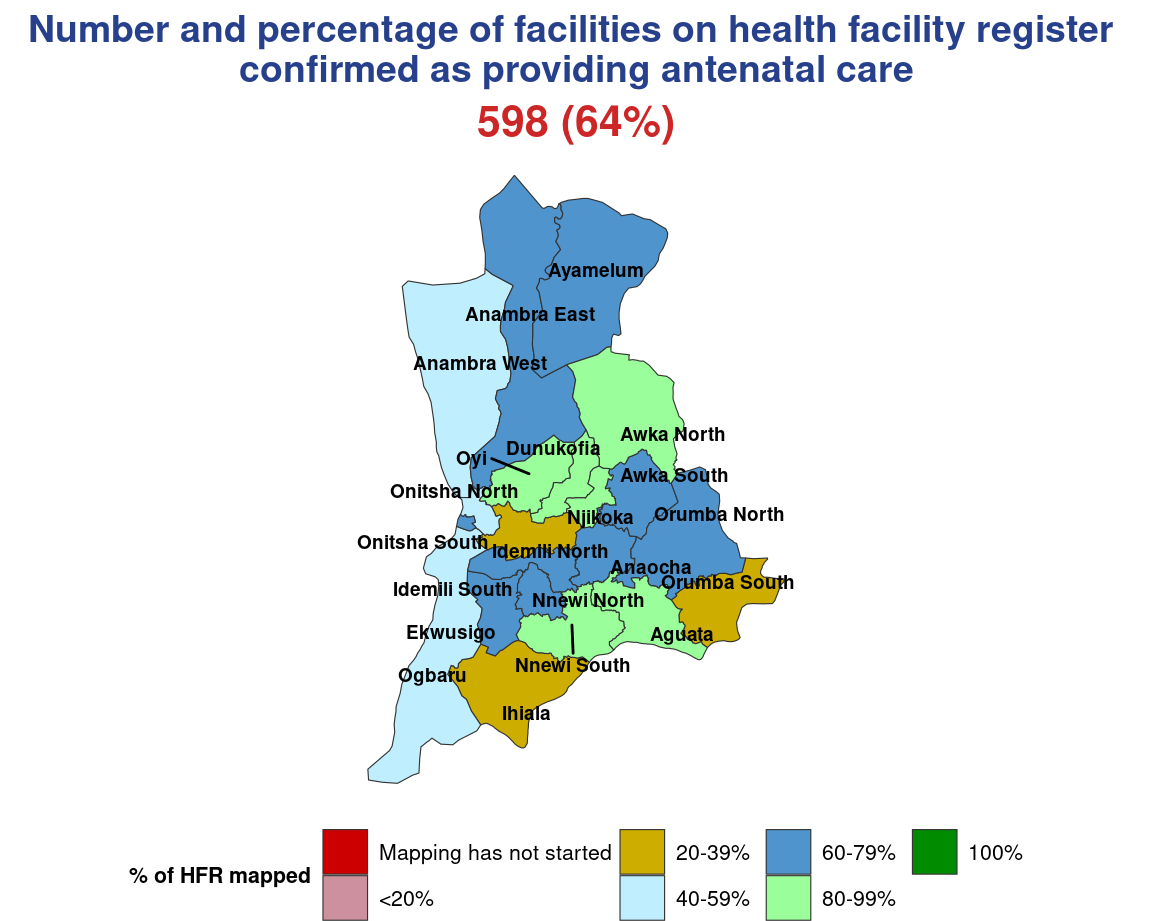 Number and percentage of facilities on health facility register
confirmed as providing antenatal care
598 (64%)
Ayamelum
Anambra East
Anambra West
Awka North
Dunukofia
Oyi
Awka South
Onitsha North
Njikoka
Orumba North
Onitsha South
Idemili North
Anaocha
Orumba South
Idemili South
Nnewi North
Ekwusigo
Aguata
Nnewi South
Ogbaru
Ihiala
% of HFR mapped
Mapping has not started
<20%
20-39%
40-59%
60-79%
80-99%
100%